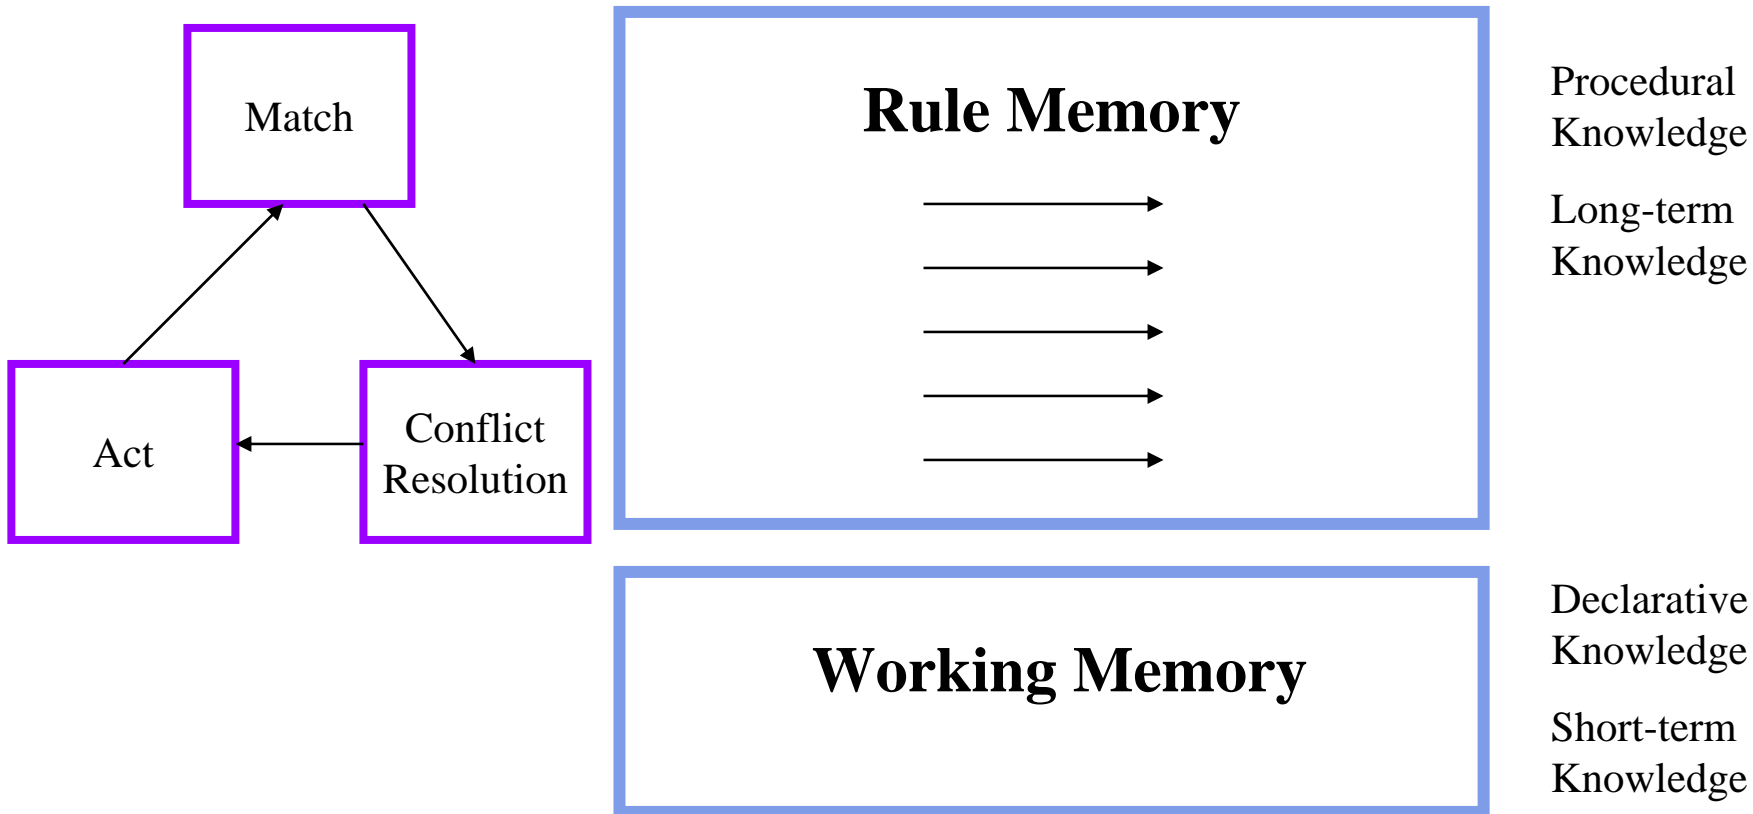 Match
Act
Conflict
Resolution
Rule Memory
Procedural
Knowledge
Long-term
Knowledge
Working Memory
Declarative
Knowledge
Short-term
Knowledge